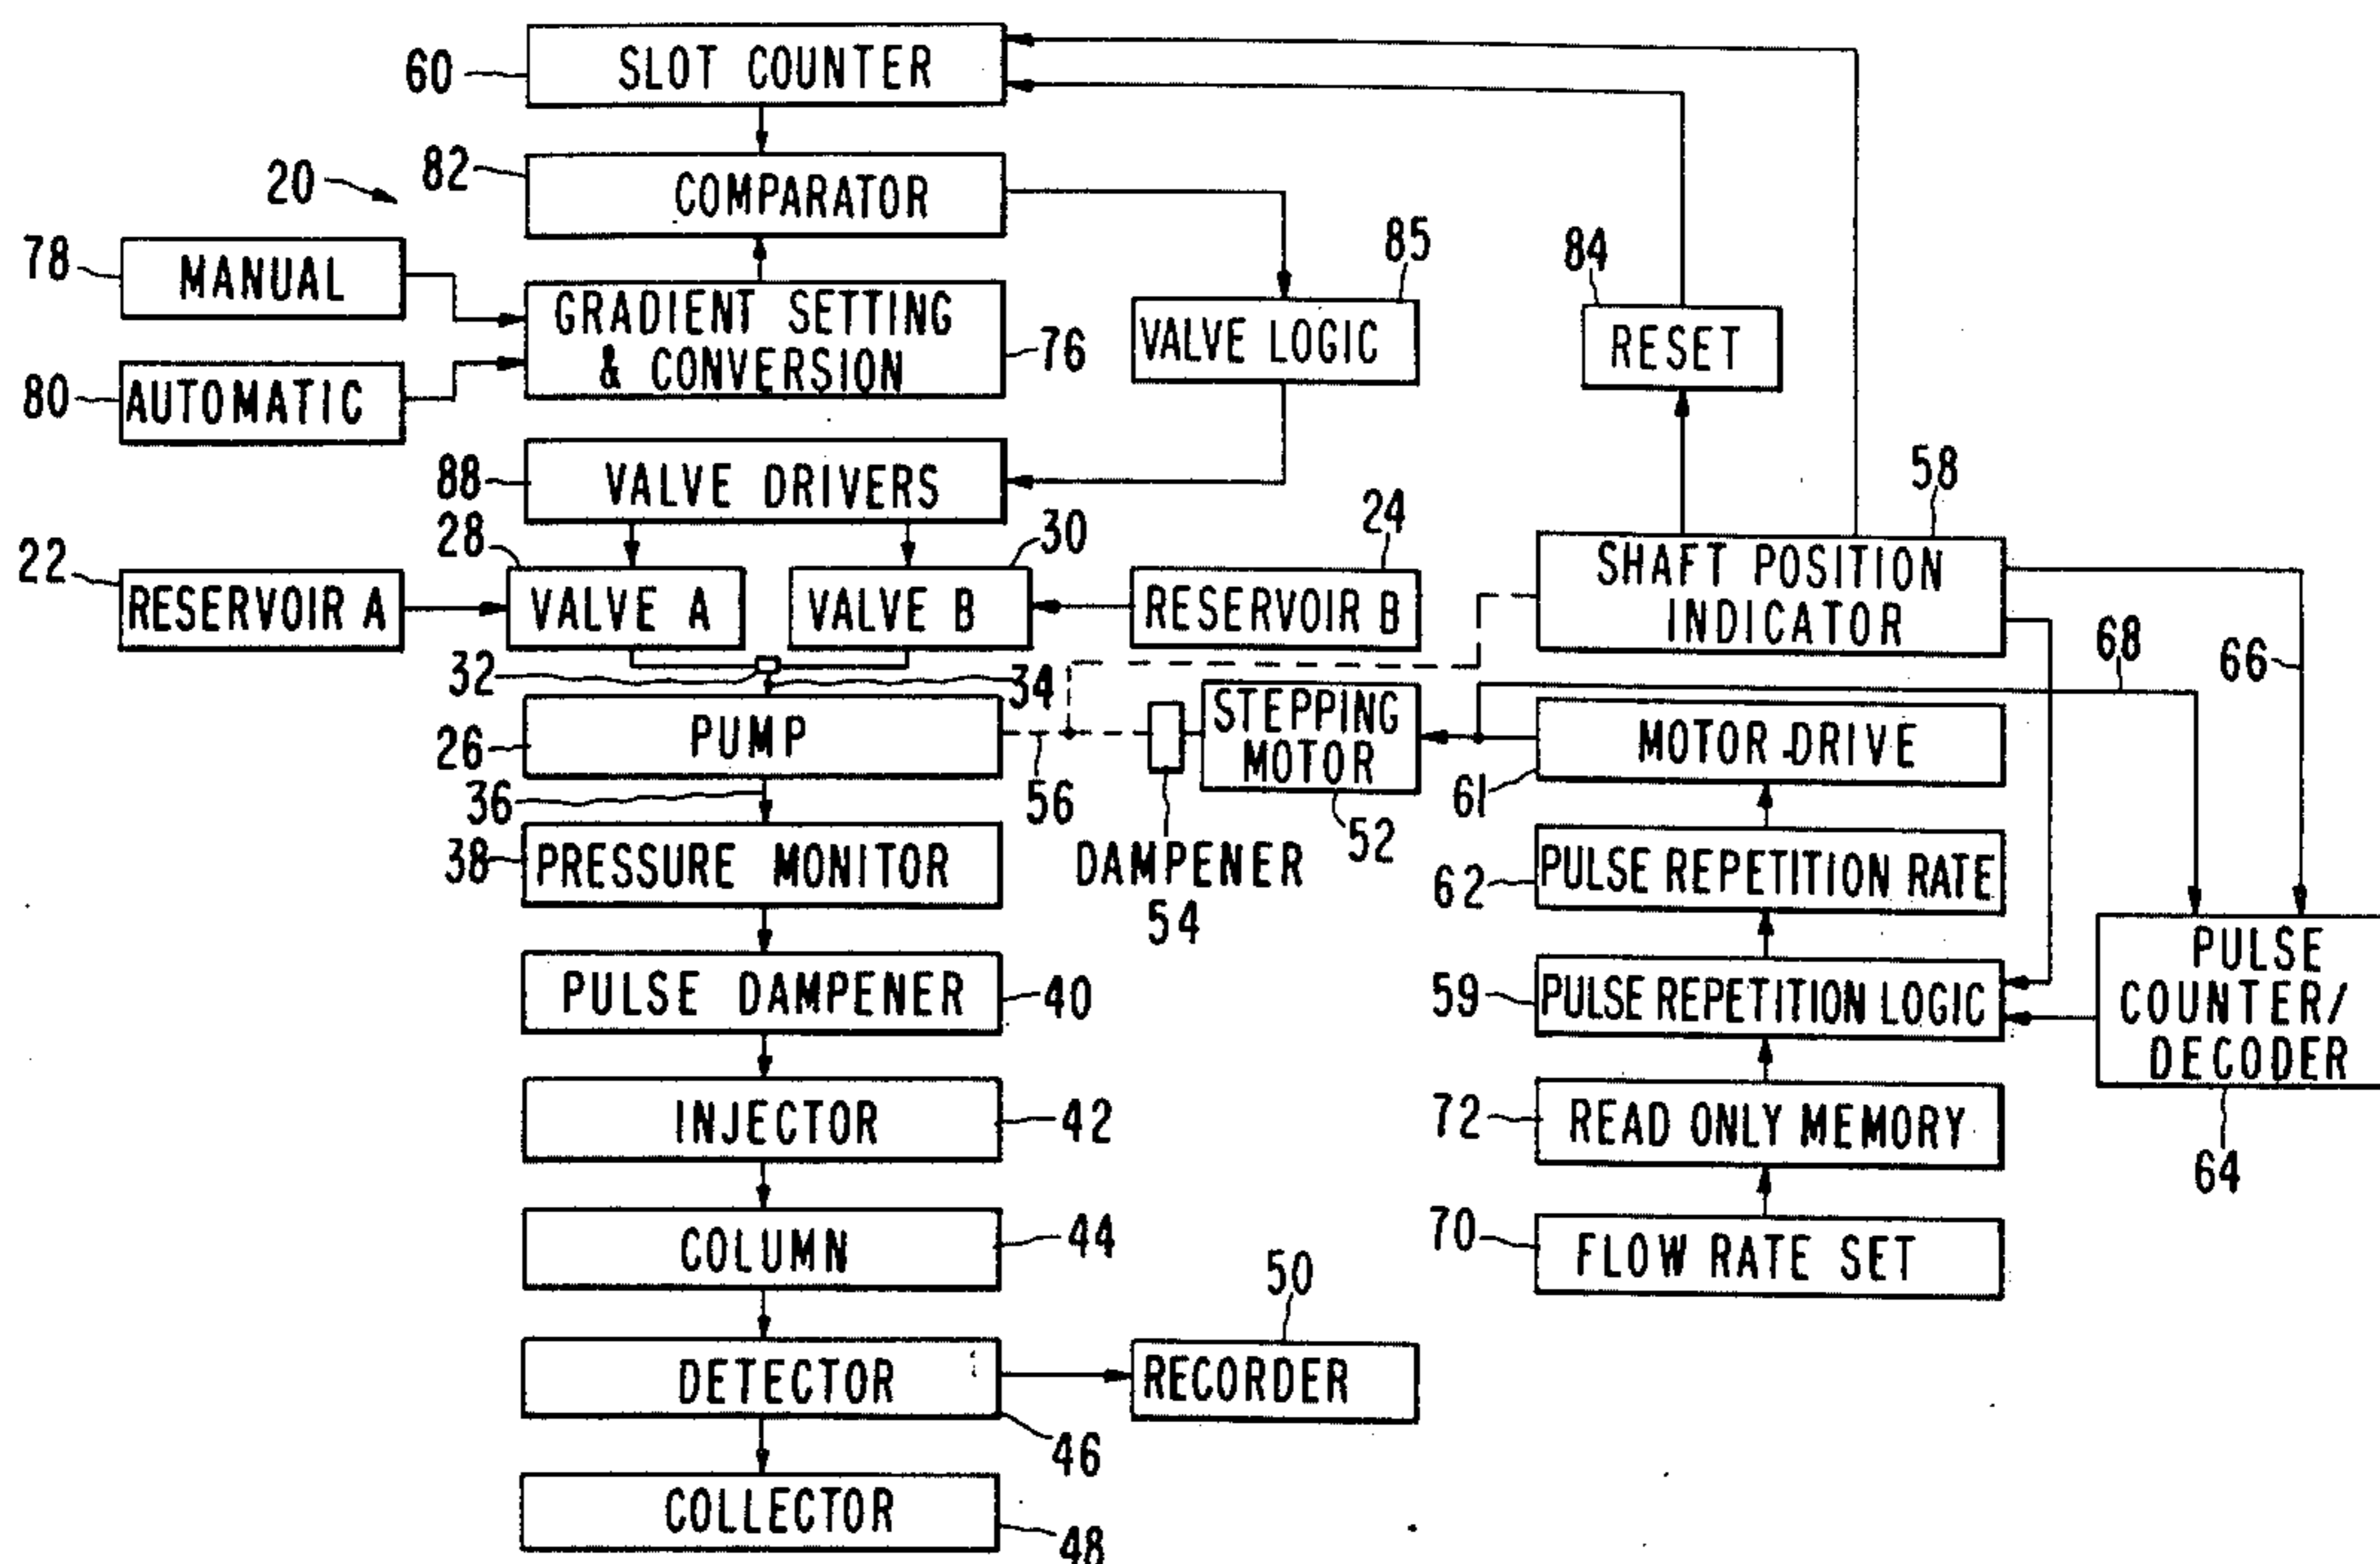 60
SLOT COUNTER
20
82
COMPARATOR
78
MANUAL
GRADIENT SETTING
& CONVERSION
76
85
VALVE LOGIC
84
RESET
80
AUTOMATIC
88
VALVE DRIVERS
58
SHAFT POSITION
INDICATOR
22
RESERVOIR A
28
VALVE A
30
VALVE B
24
RESERVOIR B
32
34
68
66
26
PUMP
56
STEPPING
MOTOR
52
61
MOTOR DRIVE
36
38
PRESSURE MONITOR
DAMPENER
54
62
PULSE REPETITION RATE
40
PULSE DAMPENER
59
PULSE REPETITION LOGIC
PULSE
COUNTER/
DECODER
64
INJECTOR
42
72
READ ONLY MEMORY
COLUMN
44
70
FLOW RATE SET
50
DETECTOR
46
RECORDER
COLLECTOR
48